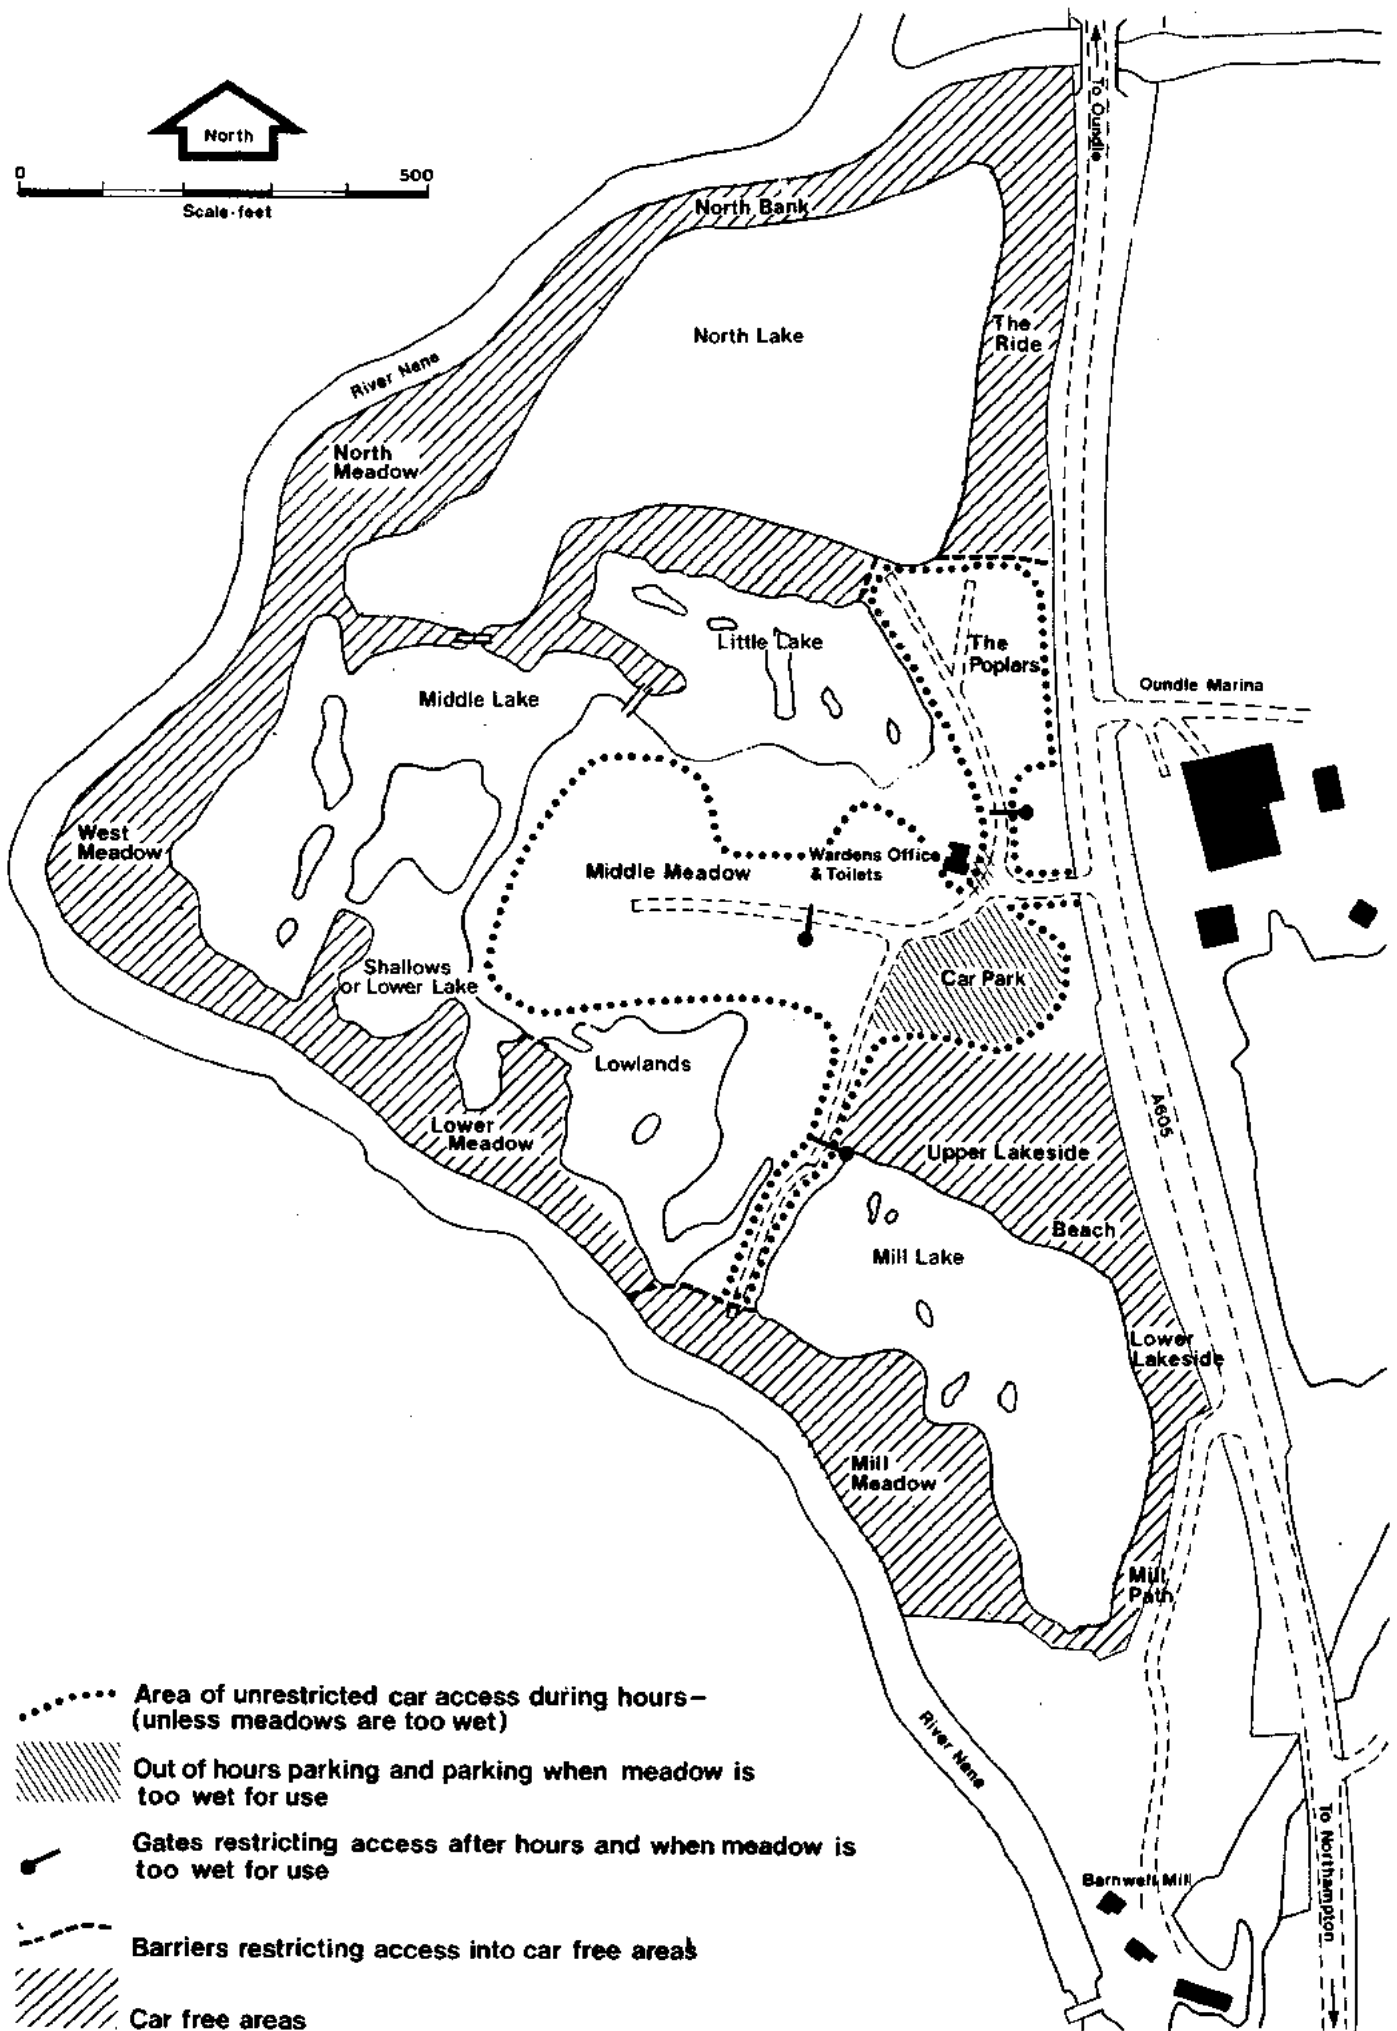 To Oundle
North
0 500
Scale-feet
North Bank
North Lake
The
Ride
River Nene
North
Meadow
Little Lake
The
Poplars
Middle Lake
Oundle Marina
West
Meadow
Wardens Office
& Toilets
Middle Meadow
Shallows
or Lower Lake
Car Park
Lowlands
A605
Lower
Meadow
Upper Lakeside
Beach
Mill Lake
Lower
Lakeside
Mill
Meadow
Mill
Path
River Nene
Area of unrestricted car access during hours–
(unless meadows are too wet)
Out of hours parking and parking when meadow is
too wet for use
Gates restricting access after hours and when meadow is
too wet for use
Barnwell Mill
To Northampton
Barriers restricting access into car free areas
Car free areas